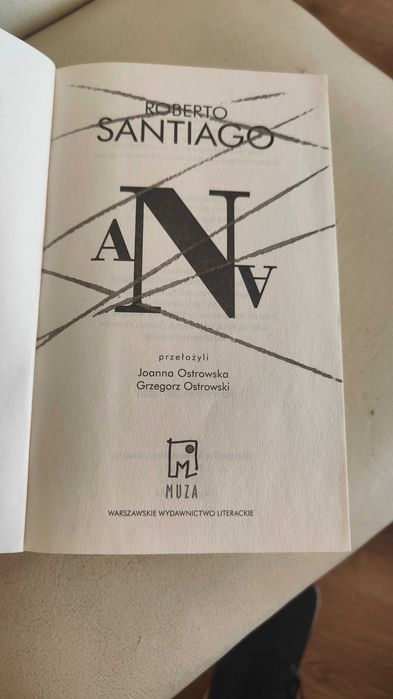 ROBERTO
SANTIAGO
ANA
przełożyli
Joanna Ostrowska
Grzegorz Ostrowski
MUZA
WARSZAWSKIE WYDAWNICTWO LITERACKIE